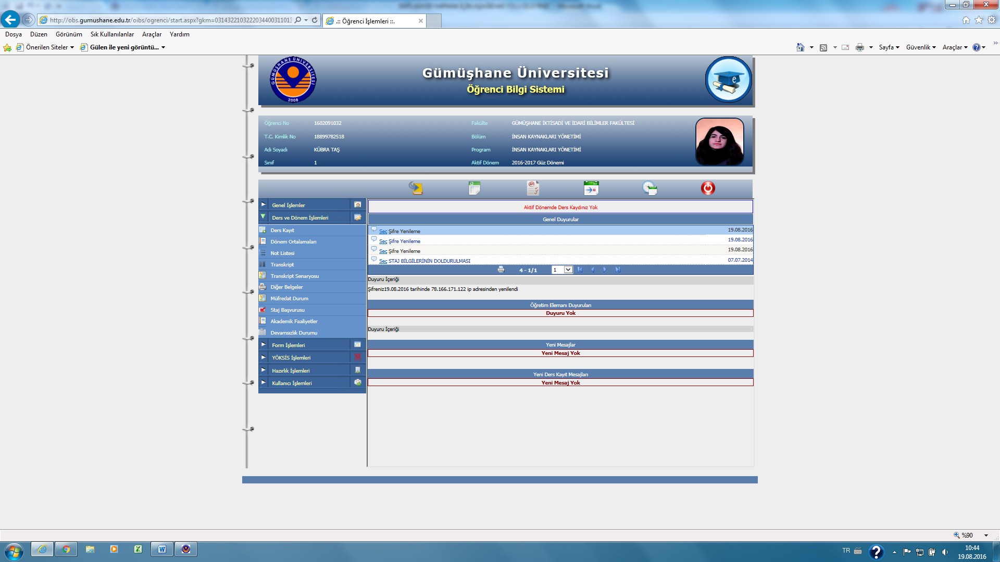 http://obs.gumushane.edu.tr/oibs/ogrenci/start.aspx?gkm=0314322103222034400311013
.:: Öğrenci İşlemleri ::.
Dosya Düzen Görünüm Sık Kullanılanlar Araçlar Yardım
Önerilen Siteler Gülen ile yeni görüntü...
Sayfa Güvenlik Araçlar
GÜMÜŞHANE ÜNİVERSİTESİ
2008
Gümüşhane Üniversitesi
Öğrenci Bilgi Sistemi
Öğrenci No 1602091032 Fakülte GÜMÜŞHANE İKTİSADİ VE İDARİ BİLİMLER FAKÜLTESİ
T.C. Kimlik No 18899782518 Bölüm İNSAN KAYNAKLARI YÖNETİMİ
Adı Soyadı KÜBRA TAŞ Program İNSAN KAYNAKLARI YÖNETİMİ
Sınıf 1 Aktif Dönem 2016-2017 Güz Dönemi
Genel İşlemler
Ders ve Dönem İşlemleri
Ders Kayıt
Dönem Ortalamaları
Not Listesi
Transkript
Transkript Senaryosu
Diğer Belgeler
Müfredat Durum
Staj Başvurusu
Akademik Faaliyetler
Devamsızlık Durumu
Form İşlemleri
YÖKSİS İşlemleri
Hazırlık İşlemleri
Kullanıcı İşlemleri
Aktif Dönemde Ders Kaydınız Yok
Genel Duyurular
Seç Şifre Yenileme 19.08.2016
Seç Şifre Yenileme 19.08.2016
Seç Şifre Yenileme 19.08.2016
Seç STAJ BİLGİLERİNİN DOLDURULMASI 07.07.2014
4 - 1/1 1
Duyuru İçeriği
Şifreniz19.08.2016 tarihinde 78.166.171.122 ip adresinden yenilendi
Öğretim Elemanı Duyuruları
Duyuru Yok
Duyuru İçeriği
Yeni Mesajlar
Yeni Mesaj Yok
Yeni Ders Kayıt Mesajları
Yeni Mesaj Yok
%90
TR
10:44
19.08.2016